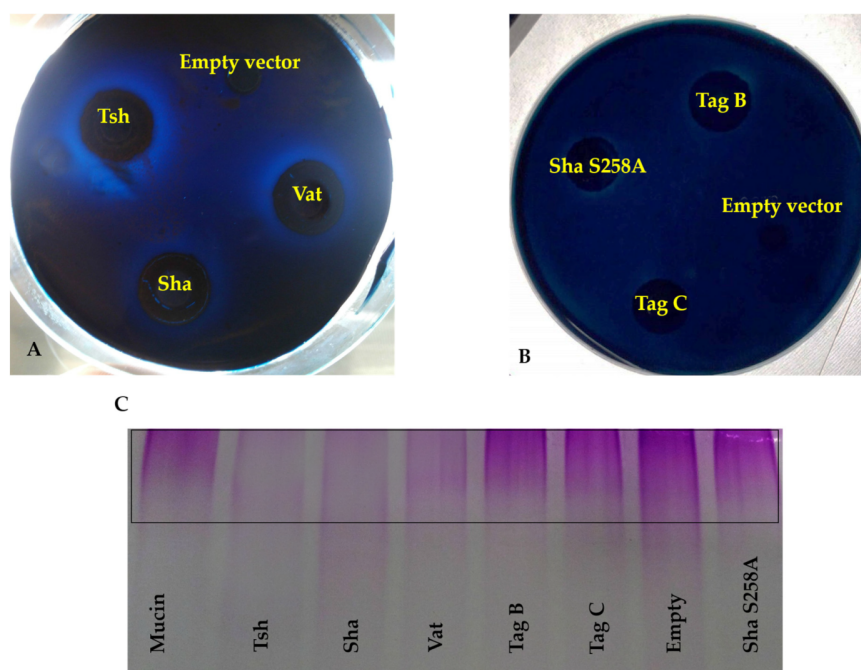 Empty vector
Tsh
Vat
Sha
A
Tag B
Sha S258A
Empty vector
Tag C
B
C
Mucin
Tsh
Sha
Vat
Tag B
Tag C
Empty
Sha S258A